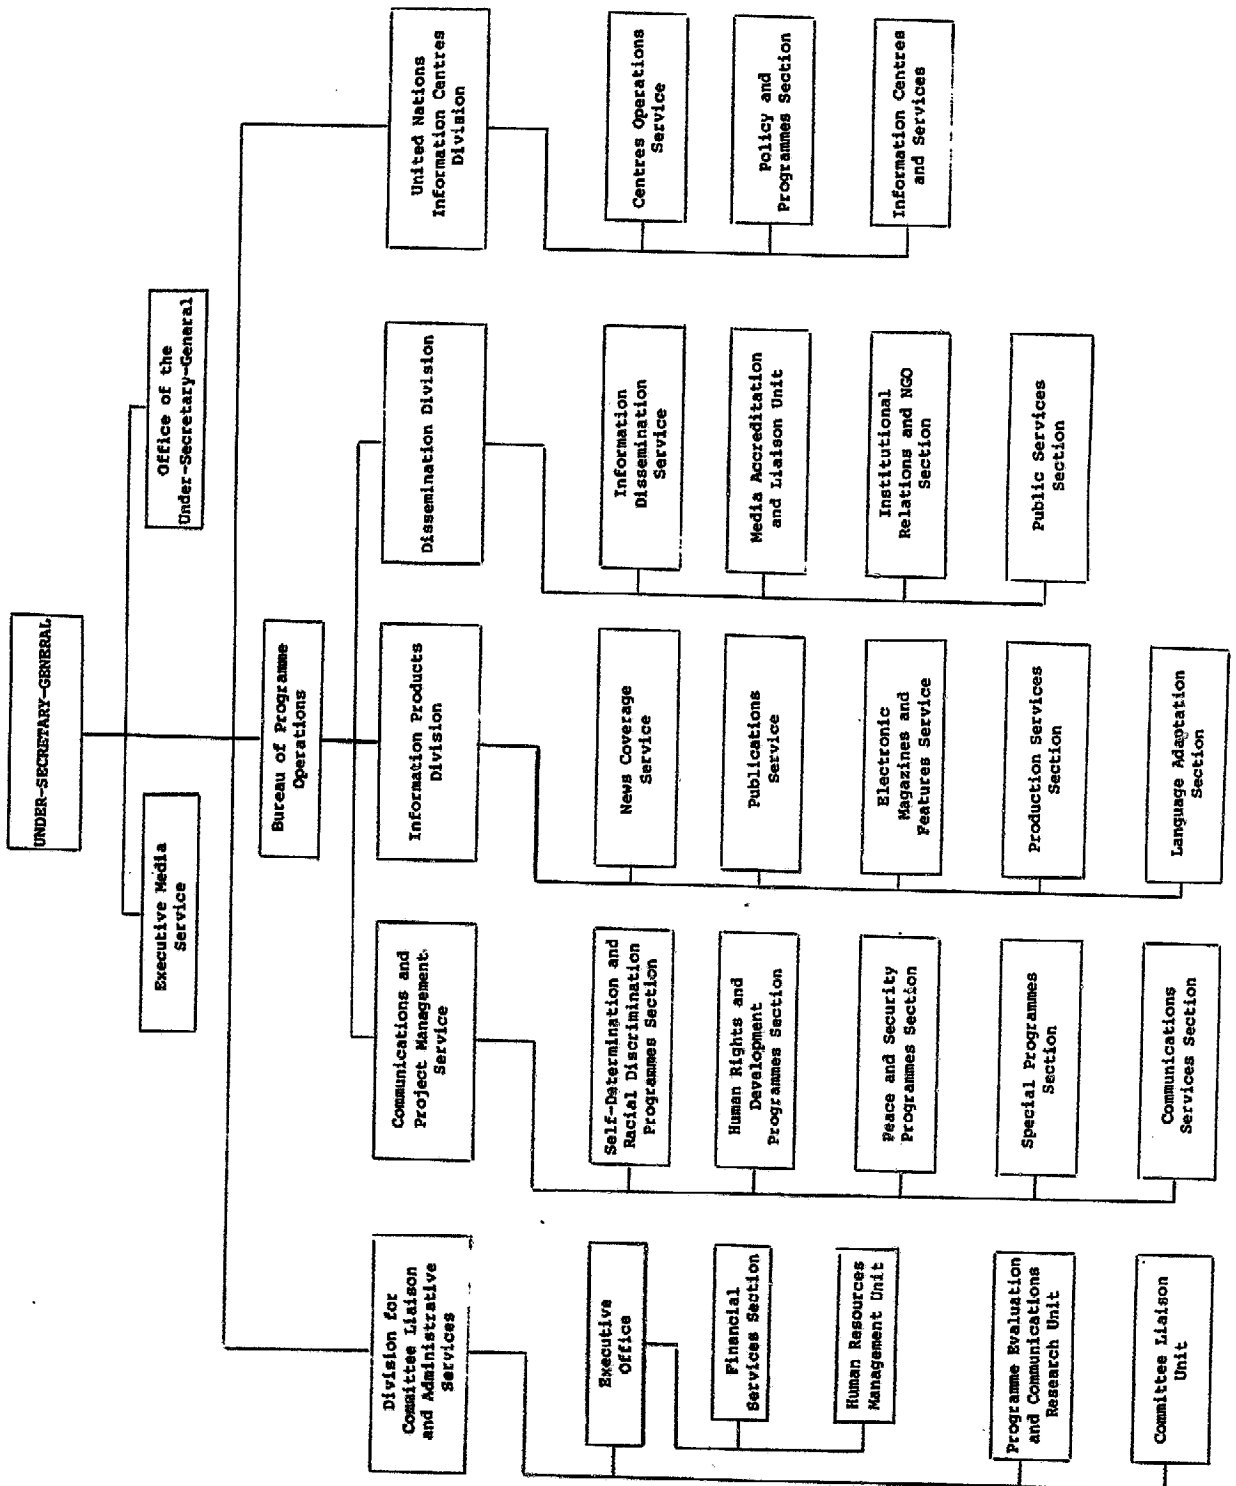 UNDER-SECRETARY-GENERAL
Executive Media
Service
Office of the
Under-Secretary-General
Bureau of Programme
Operations
Division for
Committee Liaison
and Administrative
Services
Communications and
Project Management
Service
Information Products
Division
Dissemination Division
United Nations
Information Centres
Division
Executive
Office
Financial
Services Section
Human Resources
Management Unit
Programme Evaluation
and Communications
Research Unit
Committee Liaison
Unit
Self-Determination and
Racial Discrimination
Programmes Section
Human Rights and
Development
Programmes Section
Peace and Security
Programmes Section
Special Programmes
Section
Communications
Services Section
News Coverage
Service
Publications
Service
Electronic
Magazines and
Features Service
Production Services
Section
Language Adaptation
Section
Information
Dissemination
Service
Media Accreditation
and Liaison Unit
Institutional
Relations and NGO
Section
Public Services
Section
Centres Operations
Service
Policy and
Programmes Section
Information Centres
and Services